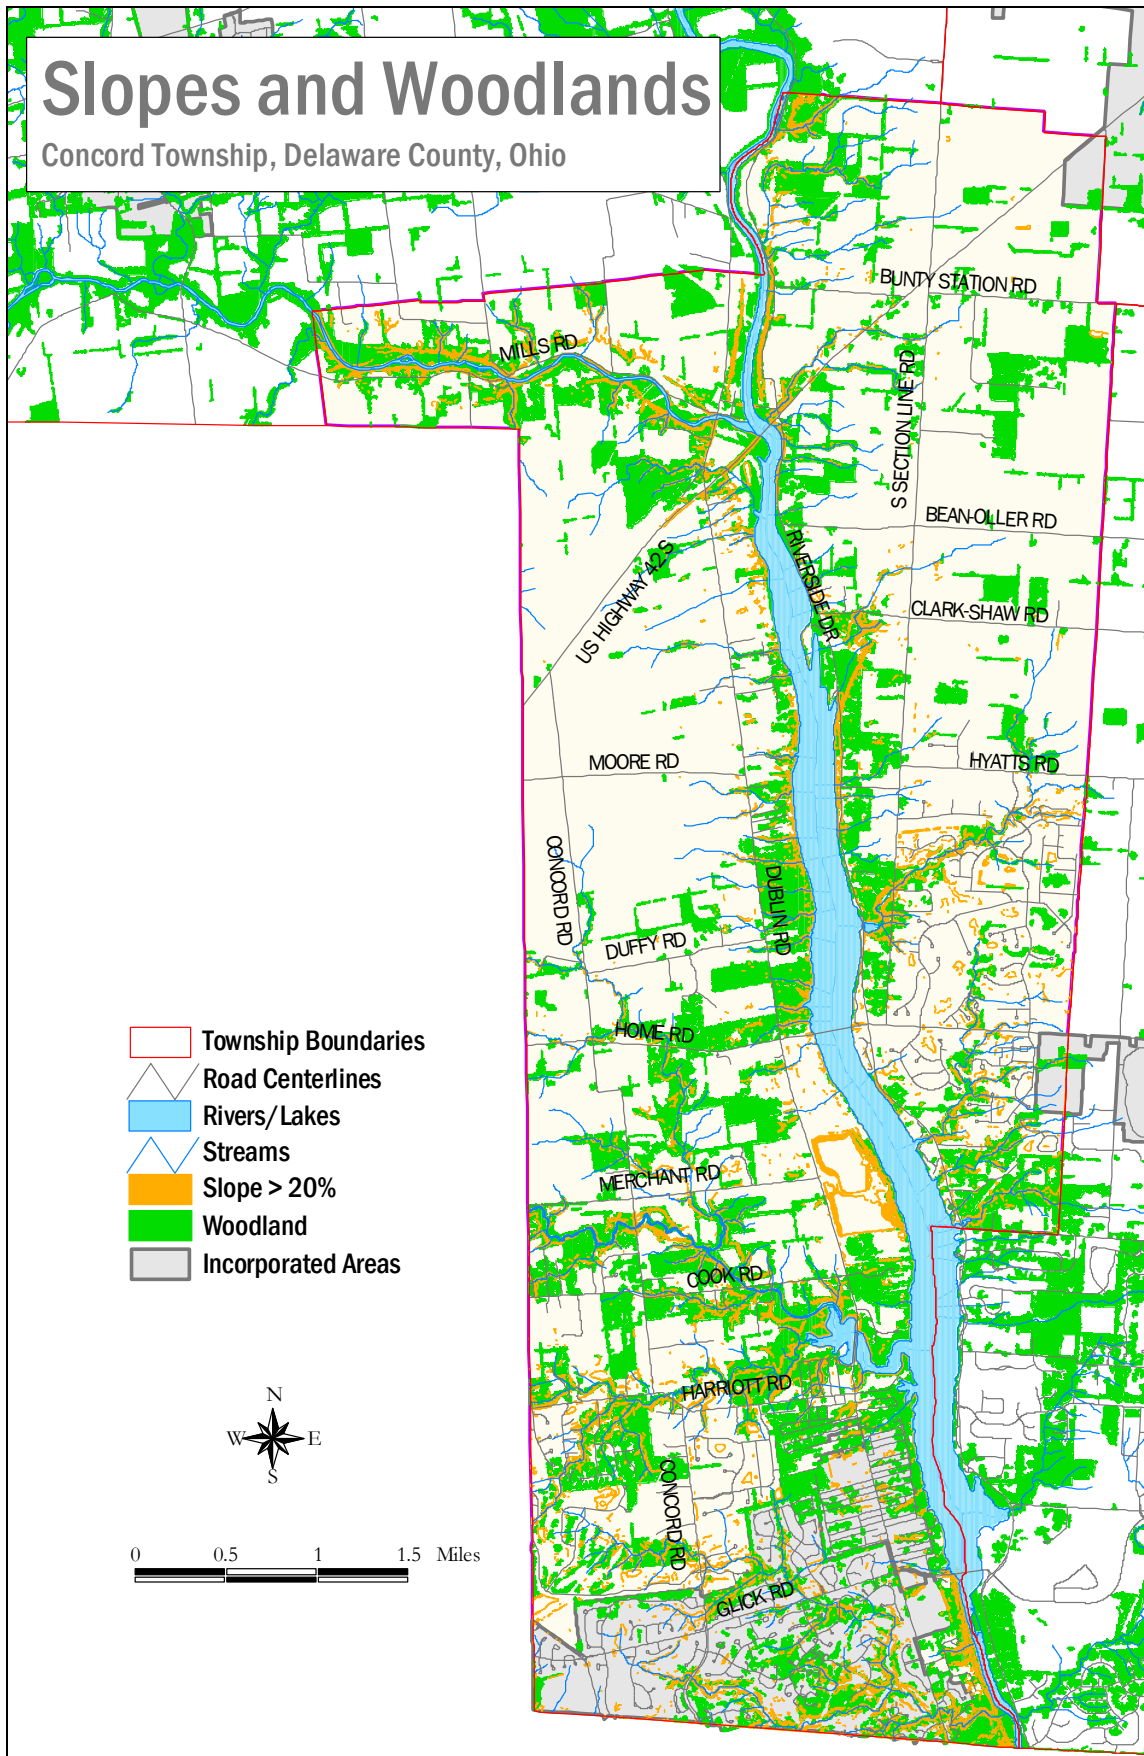 Slopes and Woodlands
Concord Township, Delaware County, Ohio
BUNTY STATION RD
MILLS RD
S SECTION LINE RD
BEAN-OLLER RD
RIVERSIDE DR
US HIGHWAY 42 S
CLARK-SHAW RD
MOORE RD
HYATTS RD
CONCORD RD
DUBLIN RD
DUFFY RD
HOME RD
MERCHANT RD
COOK RD
HARRIOTT RD
CONCORD RD
GLICK RD
Township Boundaries
Road Centerlines
Rivers/Lakes
Streams
Slope > 20%
Woodland
Incorporated Areas
N
W E
S
0 0.5 1 1.5 Miles